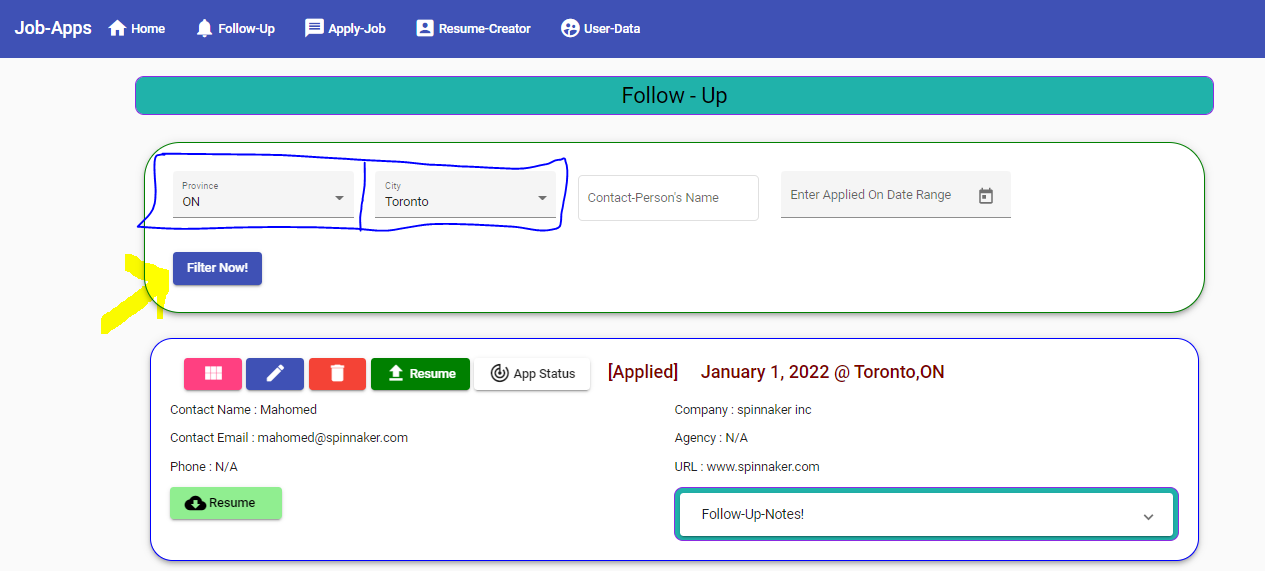 Job-Apps Home Follow-Up Apply-Job Resume-Creator User-Data
Follow - Up
Province
ON
City
Toronto
Contact-Person's Name
Enter Applied On Date Range
Filter Now!
Resume App Status [Applied] January 1, 2022 @ Toronto,ON
Contact Name : Mahomed
Contact Email : mahomed@spinnaker.com
Phone : N/A
Resume
Company : spinnaker inc
Agency : N/A
URL : www.spinnaker.com
Follow-Up-Notes!